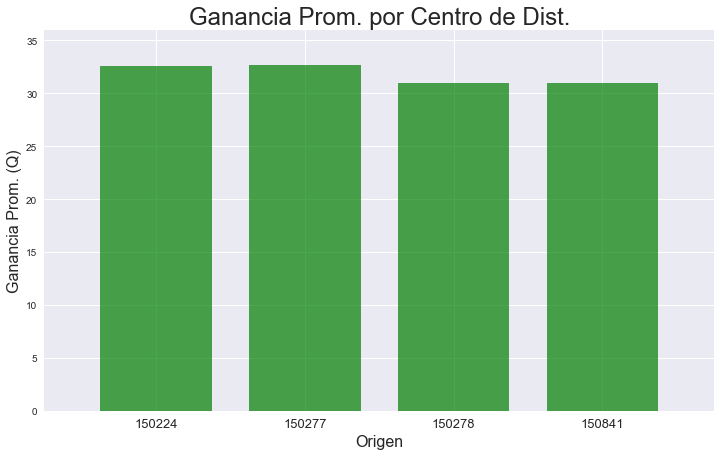 Ganancia Prom. por Centro de Dist.
Ganancia Prom. (Q)
35
30
25
20
15
10
5
0
150224 150277 150278 150841
Origen